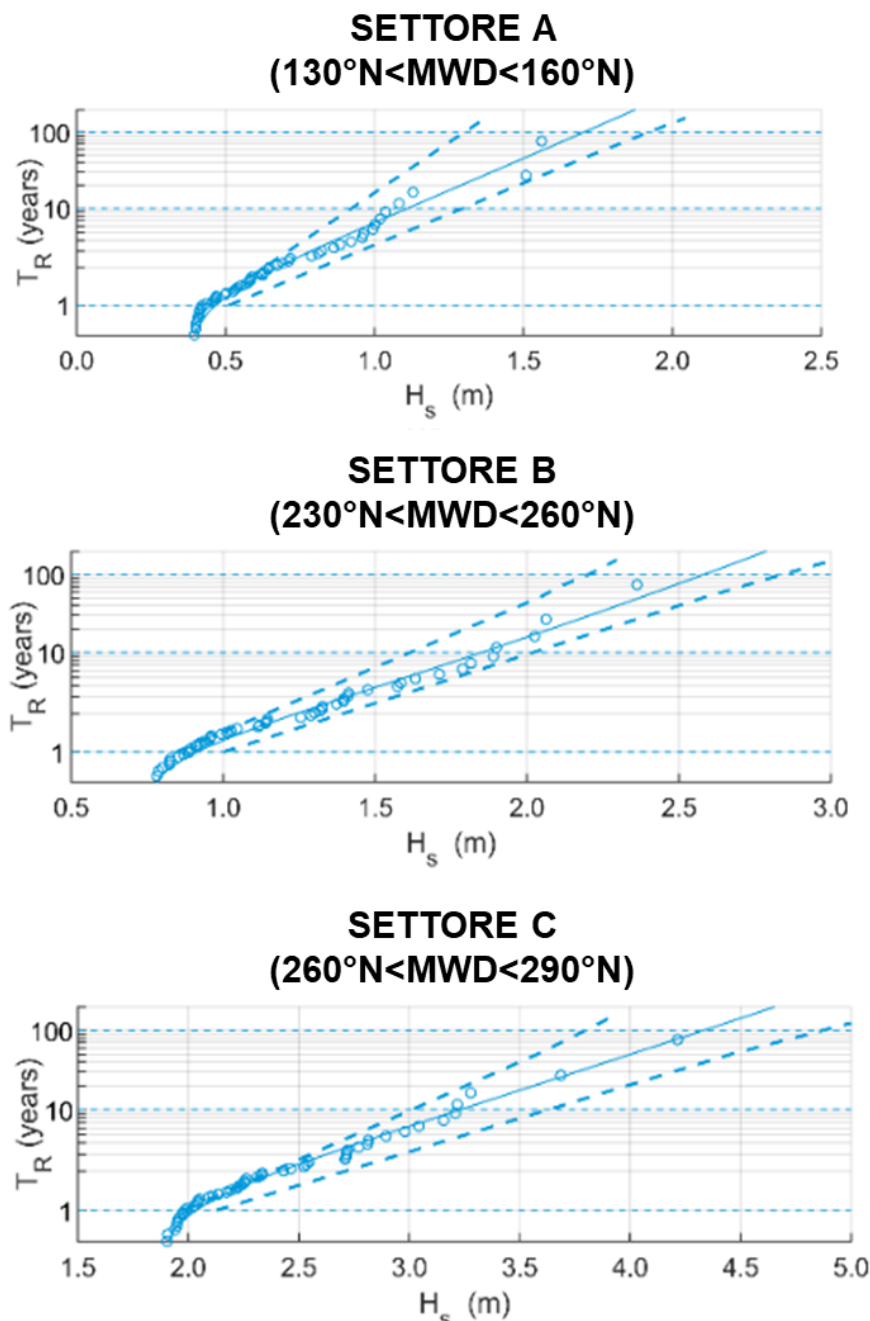 SETTORE A
(130°N<MWD<160°N)
100
10
1
T_R (years)
0.0 0.5 1.0 1.5 2.0 2.5
H_s (m)
SETTORE B
(230°N<MWD<260°N)
100
10
1
T_R (years)
0.5 1.0 1.5 2.0 2.5 3.0
H_s (m)
SETTORE C
(260°N<MWD<290°N)
100
10
1
T_R (years)
1.5 2.0 2.5 3.0 3.5 4.0 4.5 5.0
H_s (m)